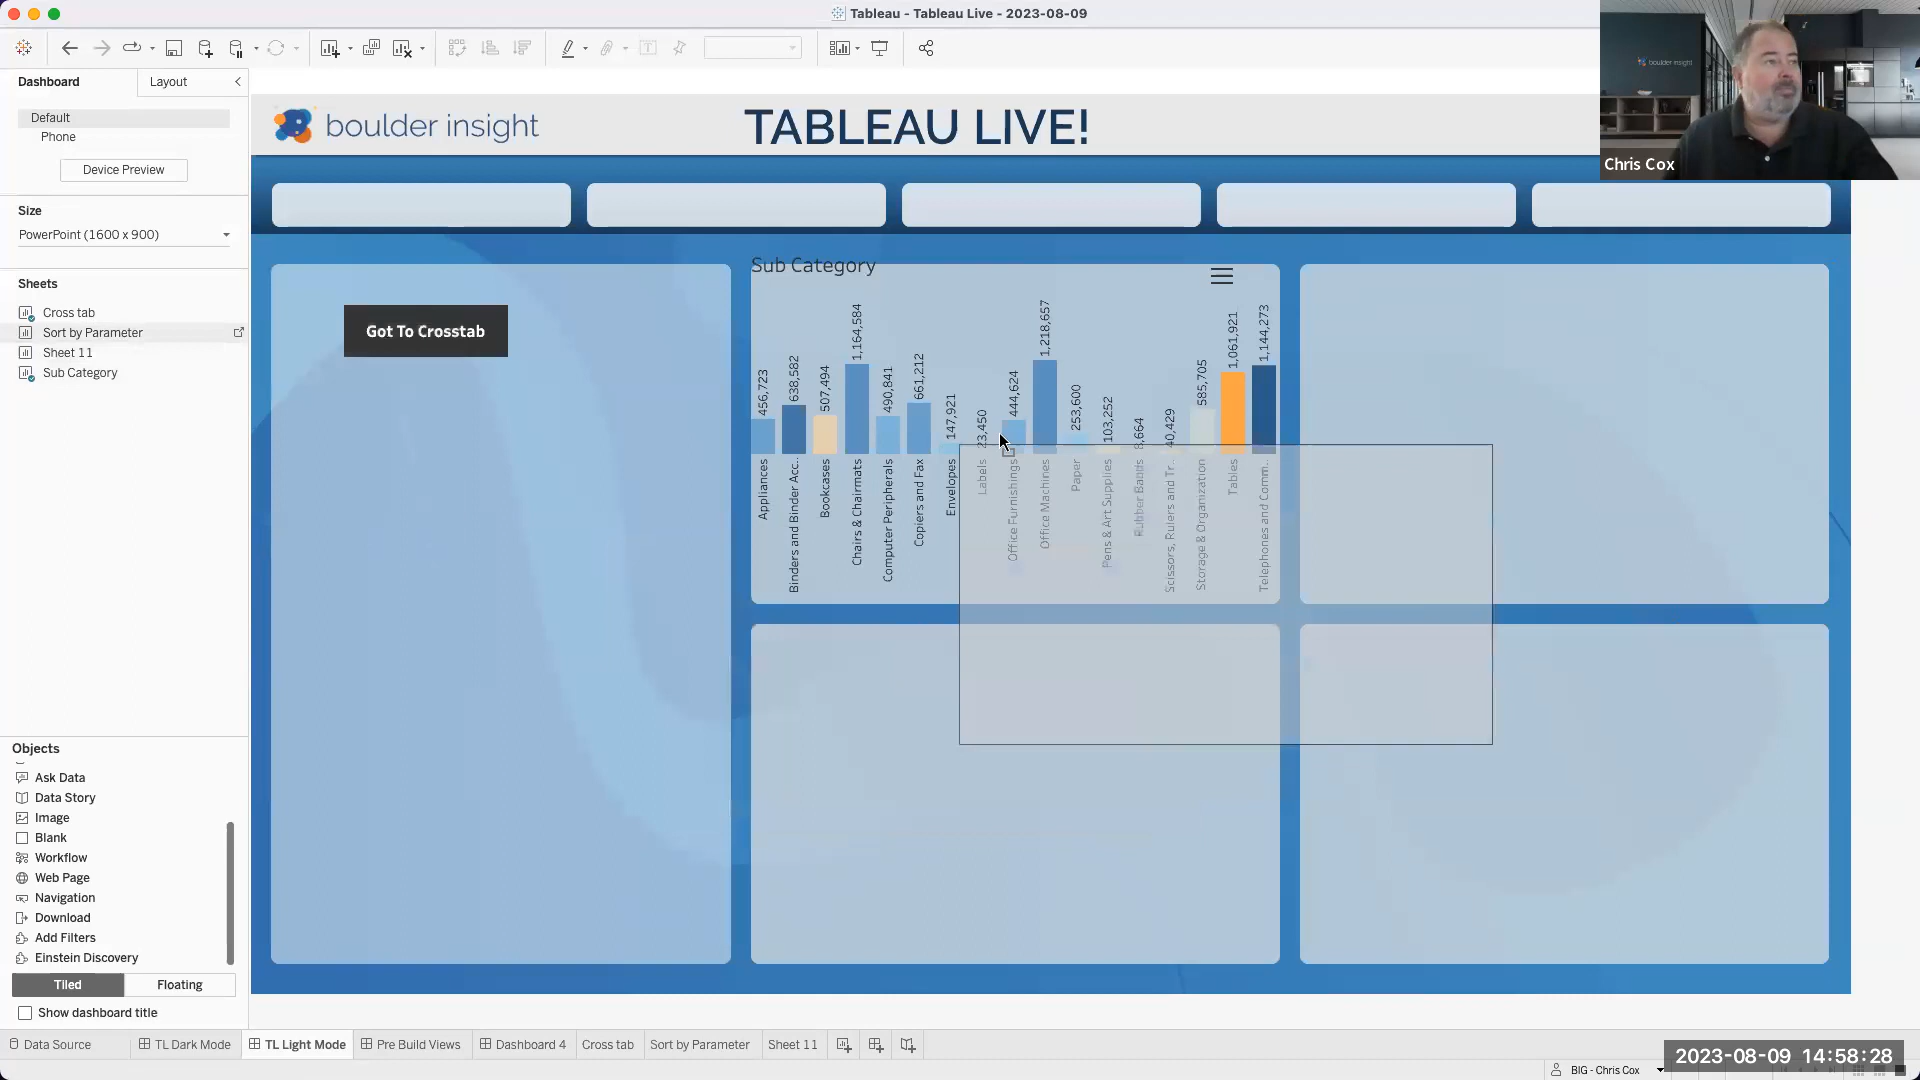 Tableau - Tableau Live - 2023-08-09
Dashboard
Layout
Default
Phone
Device Preview
Size
PowerPoint (1600 x 900)
Sheets
Cross tab
Sort by Parameter
Sheet 11
Sub Category
Objects
Ask Data
Data Story
Image
Blank
Workflow
Web Page
Navigation
Download
Add Filters
Einstein Discovery
Tiled
Floating
Show dashboard title
boulder insight
TABLEAU LIVE!
boulder insight
Chris Cox
Got To Crosstab
Sub Category
456,723
638,582
507,494
1,164,584
490,841
661,212
147,921
23,450
444,624
1,218,657
253,600
103,252
8,664
40,429
585,705
1,061,921
1,144,273
Appliances
Binders and Binder Acc..
Bookcases
Chairs & Chairmats
Computer Peripherals
Copiers and Fax
Envelopes
Labels
Office Furnishings
Office Machines
Paper
Pens & Art Supplies
Rubber Bands
Scissors, Rulers and Tr..
Storage & Organization
Tables
Telephones and Comm..
Data Source
TL Dark Mode
TL Light Mode
Pre Build Views
Dashboard 4
Cross tab
Sort by Parameter
Sheet 11
BIG - Chris Cox
2023-08-09 14:58:28